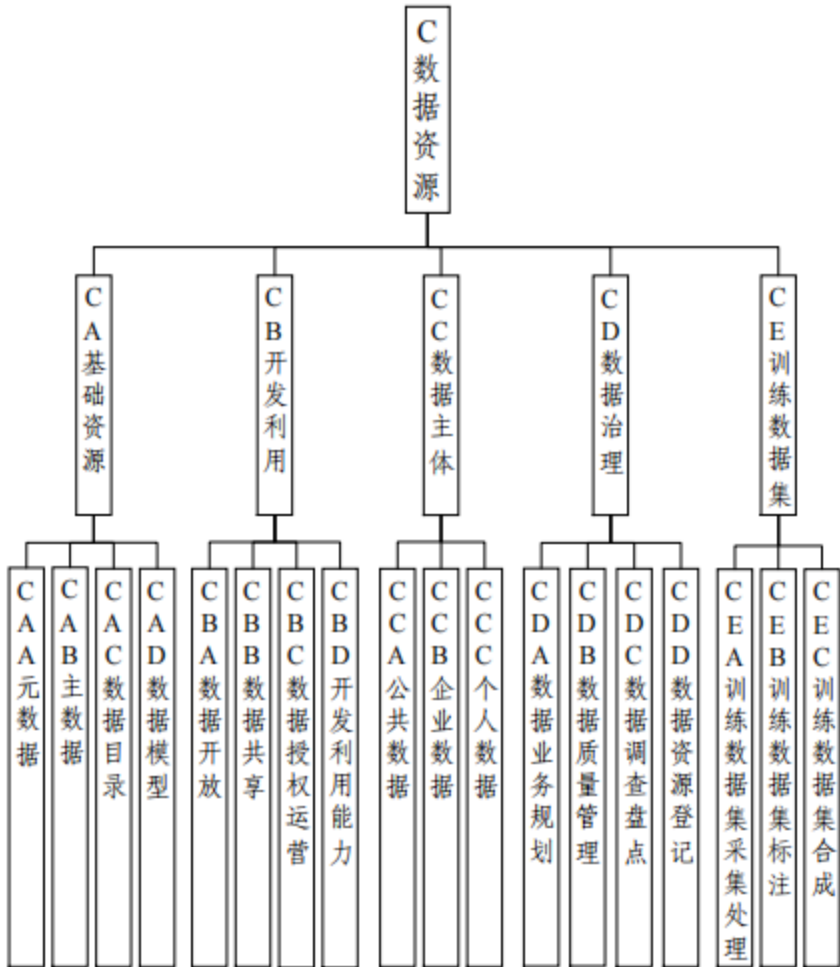 C数据资源
CA基础资源
CB开发利用
CC数据主体
CD数据治理
CE训练数据集
CAA元数据
CAB主数据
CAC数据目录
CAD数据模型
CBA数据开放
CBB数据共享
CBC数据授权运营
CBD开发利用能力
CCA公共数据
CCB企业数据
CCC个人数据
CDA数据业务规划
CDB数据质量管理
CDC数据调查盘点
CDD数据资源登记
CEA训练数据集采集处理
CEB训练数据集标注
CEC训练数据集合成